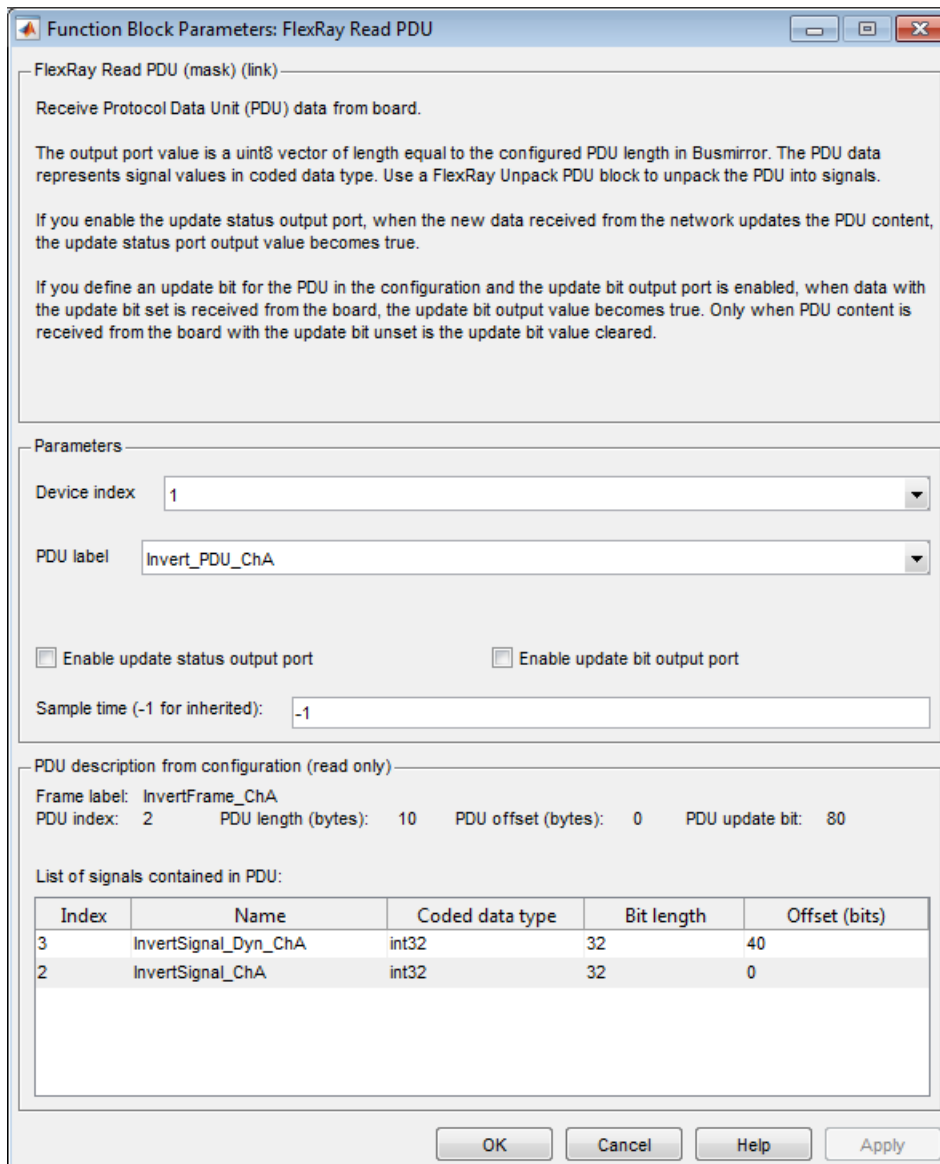 Function Block Parameters: FlexRay Read PDU
FlexRay Read PDU (mask) (link)
Receive Protocol Data Unit (PDU) data from board.
The output port value is a uint8 vector of length equal to the configured PDU length in Busmirror. The PDU data
represents signal values in coded data type. Use a FlexRay Unpack PDU block to unpack the PDU into signals.
If you enable the update status output port, when the new data received from the network updates the PDU content,
the update status port output value becomes true.
If you define an update bit for the PDU in the configuration and the update bit output port is enabled, when data with
the update bit set is received from the board, the update bit output value becomes true. Only when PDU content is
received from the board with the update bit unset is the update bit value cleared.
Parameters
Device index 1
PDU label Invert_PDU_ChA
Enable update status output port Enable update bit output port
Sample time (-1 for inherited): -1
PDU description from configuration (read only)
Frame label: InvertFrame_ChA
PDU index: 2 PDU length (bytes): 10 PDU offset (bytes): 0 PDU update bit: 80
List of signals contained in PDU:
Index Name Coded data type Bit length Offset (bits)
3 InvertSignal_Dyn_ChA int32 32 40
2 InvertSignal_ChA int32 32 0
OK Cancel Help Apply